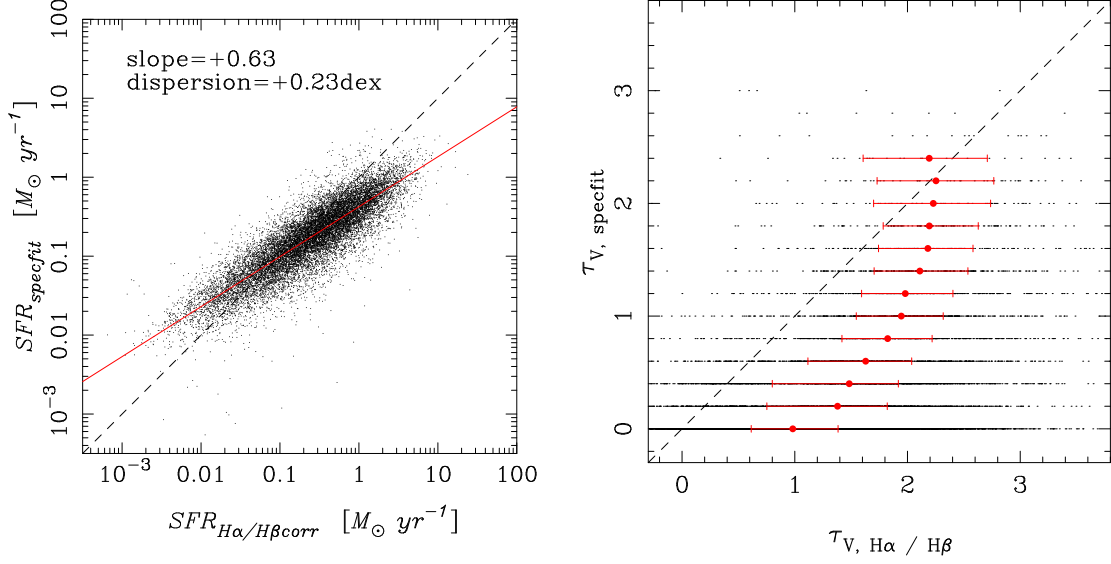 slope=+0.63
dispersion=+0.23dex
SFR_specfit [M_⊙ yr^−1]
100
10
1
0.1
0.01
10^−3
10^−3 0.01 0.1 1 10 100
SFR_Hα/Hβcorr [M_⊙ yr^−1]
τ_V, specfit
3
2
1
0
0 1 2 3
τ_V, Hα / Hβ